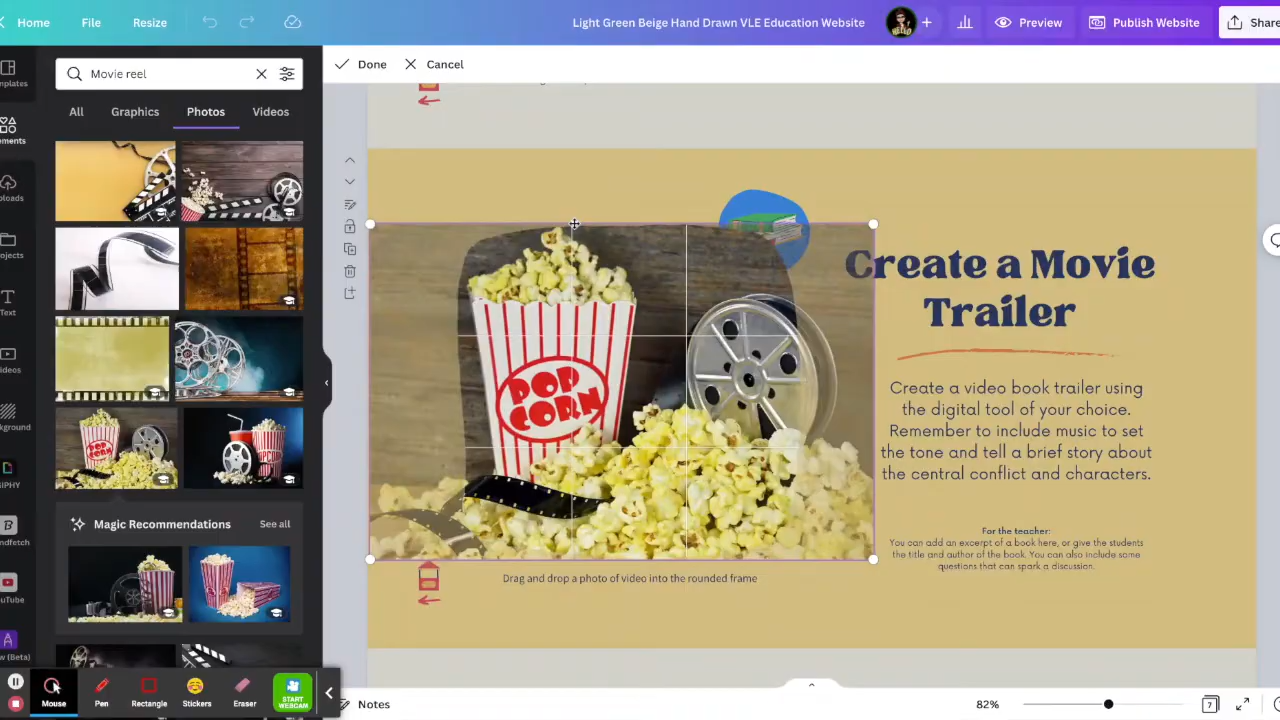 Home File Resize Light Green Beige Hand Drawn VLE Education Website Preview Publish Website Share
Movie reel
Done Cancel
All Graphics Photos Videos
Create a Movie
Trailer
POP
CORN
Create a video book trailer using
the digital tool of your choice.
Remember to include music to set
the tone and tell a brief story about
the central conflict and characters.
For the teacher:
You can add an excerpt of a book here, or give the students
the title and author of the book. You can also include some
questions that can spark a discussion.
Drag and drop a photo of video into the rounded frame
Magic Recommendations See all
Text
(Beta)
Mouse Pen Rectangle Stickers Eraser START
WEBCAM
Notes 82% 7